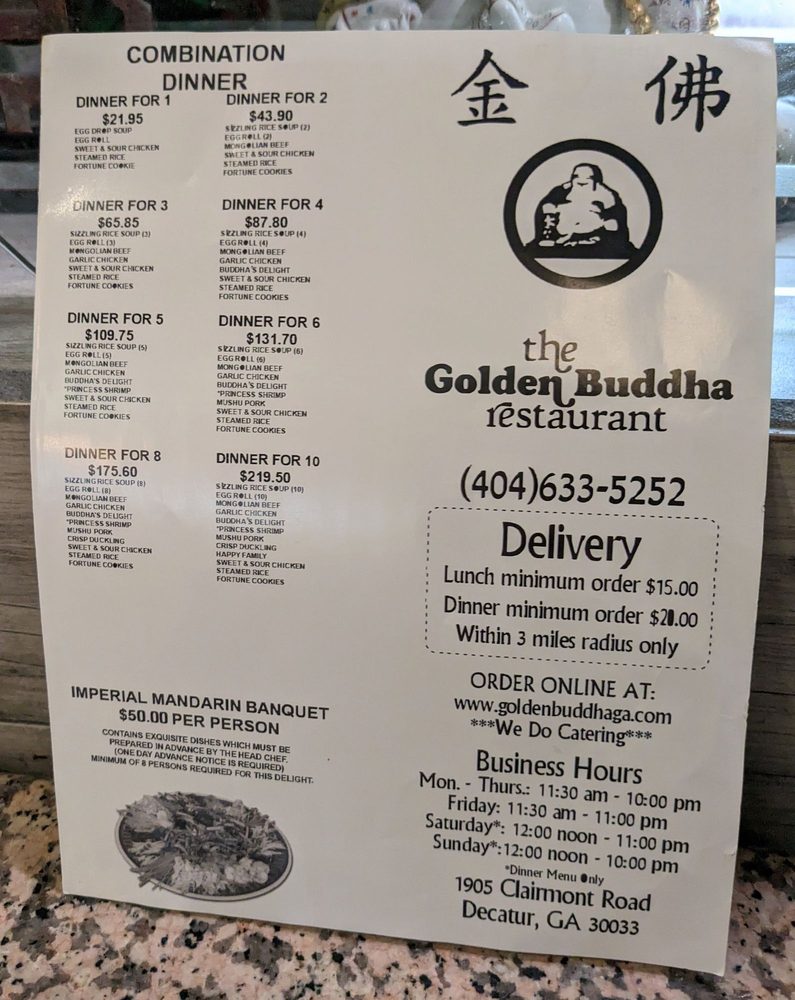 COMBINATION
DINNER
DINNER FOR 1
$21.95
EGG DROP SOUP
EGG ROLL
SWEET & SOUR CHICKEN
STEAMED RICE
FORTUNE COOKIE
DINNER FOR 2
$43.90
SIZZLING RICE SOUP (2)
EGG ROLL (2)
MONGOLIAN BEEF
SWEET & SOUR CHICKEN
STEAMED RICE
FORTUNE COOKIES
DINNER FOR 3
$65.85
SIZZLING RICE SOUP (3)
EGG ROLL (3)
MONGOLIAN BEEF
GARLIC CHICKEN
SWEET & SOUR CHICKEN
STEAMED RICE
FORTUNE COOKIES
DINNER FOR 4
$87.80
SIZZLING RICE SOUP (4)
EGG ROLL (4)
MONGOLIAN BEEF
GARLIC CHICKEN
BUDDHA'S DELIGHT
SWEET & SOUR CHICKEN
STEAMED RICE
FORTUNE COOKIES
DINNER FOR 5
$109.75
SIZZLING RICE SOUP (5)
EGG ROLL (5)
MONGOLIAN BEEF
GARLIC CHICKEN
BUDDHA'S DELIGHT
*PRINCESS SHRIMP
SWEET & SOUR CHICKEN
STEAMED RICE
FORTUNE COOKIES
DINNER FOR 6
$131.70
SIZZLING RICE SOUP (6)
EGG ROLL (6)
MONGOLIAN BEEF
GARLIC CHICKEN
BUDDHA'S DELIGHT
*PRINCESS SHRIMP
MUSHU PORK
SWEET & SOUR CHICKEN
STEAMED RICE
FORTUNE COOKIES
DINNER FOR 8
$175.60
SIZZLING RICE SOUP (8)
EGG ROLL (8)
MONGOLIAN BEEF
GARLIC CHICKEN
BUDDHA'S DELIGHT
*PRINCESS SHRIMP
MUSHU PORK
CRISP DUCKLING
SWEET & SOUR CHICKEN
STEAMED RICE
FORTUNE COOKIES
DINNER FOR 10
$219.50
SIZZLING RICE SOUP (10)
EGG ROLL (10)
MONGOLIAN BEEF
GARLIC CHICKEN
BUDDHA'S DELIGHT
*PRINCESS SHRIMP
MUSHU PORK
CRISP DUCKLING
HAPPY FAMILY
SWEET & SOUR CHICKEN
STEAMED RICE
FORTUNE COOKIES
IMPERIAL MANDARIN BANQUET
$50.00 PER PERSON
CONTAINS EXQUISITE DISHES WHICH MUST BE
PREPARED IN ADVANCE BY THE HEAD CHEF.
(ONE DAY ADVANCE NOTICE IS REQUIRED)
MINIMUM OF 8 PERSONS REQUIRED FOR THIS DELIGHT.
金 佛
the
Golden Buddha
restaurant
(404)633-5252
Delivery
Lunch minimum order $15.00
Dinner minimum order $20.00
Within 3 miles radius only
ORDER ONLINE AT:
www.goldenbuddhaga.com
***We Do Catering***
Business Hours
Mon. - Thurs.: 11:30 am - 10:00 pm
Friday: 11:30 am - 11:00 pm
Saturday*: 12:00 noon - 11:00 pm
Sunday*:12:00 noon - 10:00 pm
*Dinner Menu Only
1905 Clairmont Road
Decatur, GA 30033